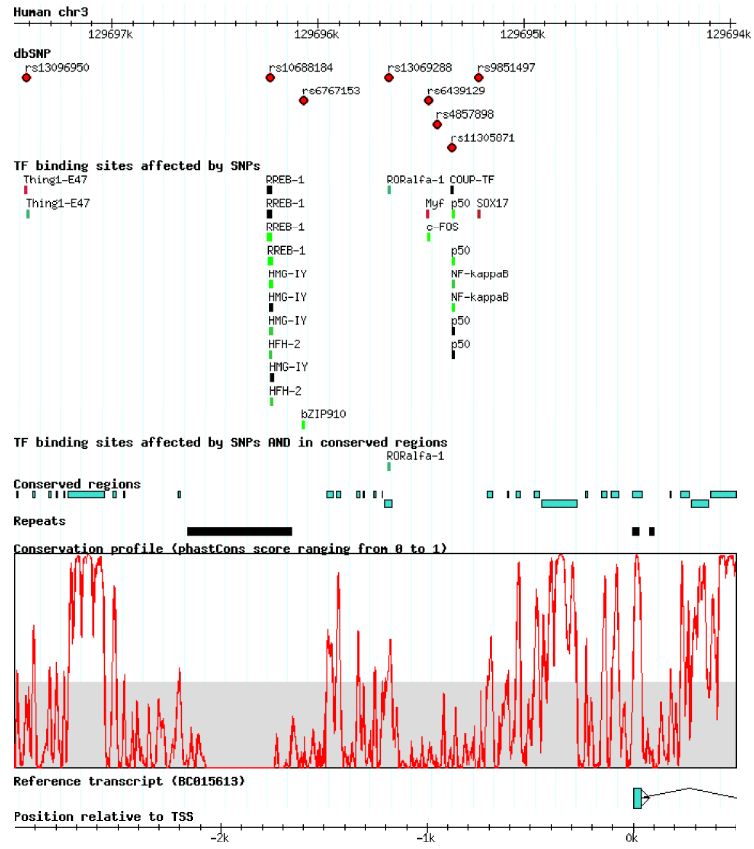 Human chr3
129697k 129696k 129695k 129694k
dbSNP
rs13096950 rs10688184 rs13069288 rs9851497
rs6767153 rs6439129
rs4857898
rs11305871
TF binding sites affected by SNPs
Thing1-E47 RREB-1 RORalfa-1 COUP-TF
Thing1-E47 RREB-1 Myf p50 SOX17
RREB-1 c-FOS
RREB-1 p50
HMG-IY NF-kappaB
HMG-IY NF-kappaB
HMG-IY p50
HFH-2 p50
HMG-IY
HFH-2
bZIP910
TF binding sites affected by SNPs AND in conserved regions
RORalfa-1
Conserved regions
Repeats
Conservation profile (phastCons score ranging from 0 to 1)
Reference transcript (BC015613)
Position relative to TSS
-2k -1k 0k